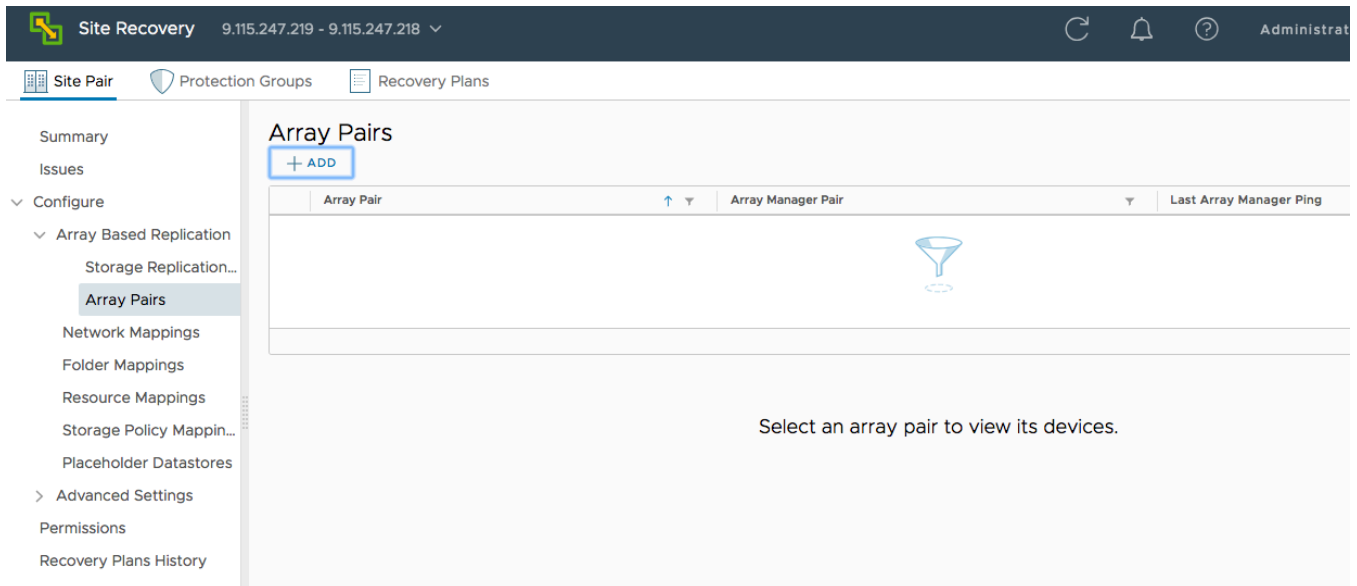 Site Recovery 9.115.247.219 - 9.115.247.218
Administrat
Site Pair Protection Groups Recovery Plans
Summary
Issues
Configure
Array Based Replication
Storage Replication...
Array Pairs
Network Mappings
Folder Mappings
Resource Mappings
Storage Policy Mappin...
Placeholder Datastores
Advanced Settings
Permissions
Recovery Plans History
Array Pairs
+ ADD
Array Pair Array Manager Pair Last Array Manager Ping
Select an array pair to view its devices.